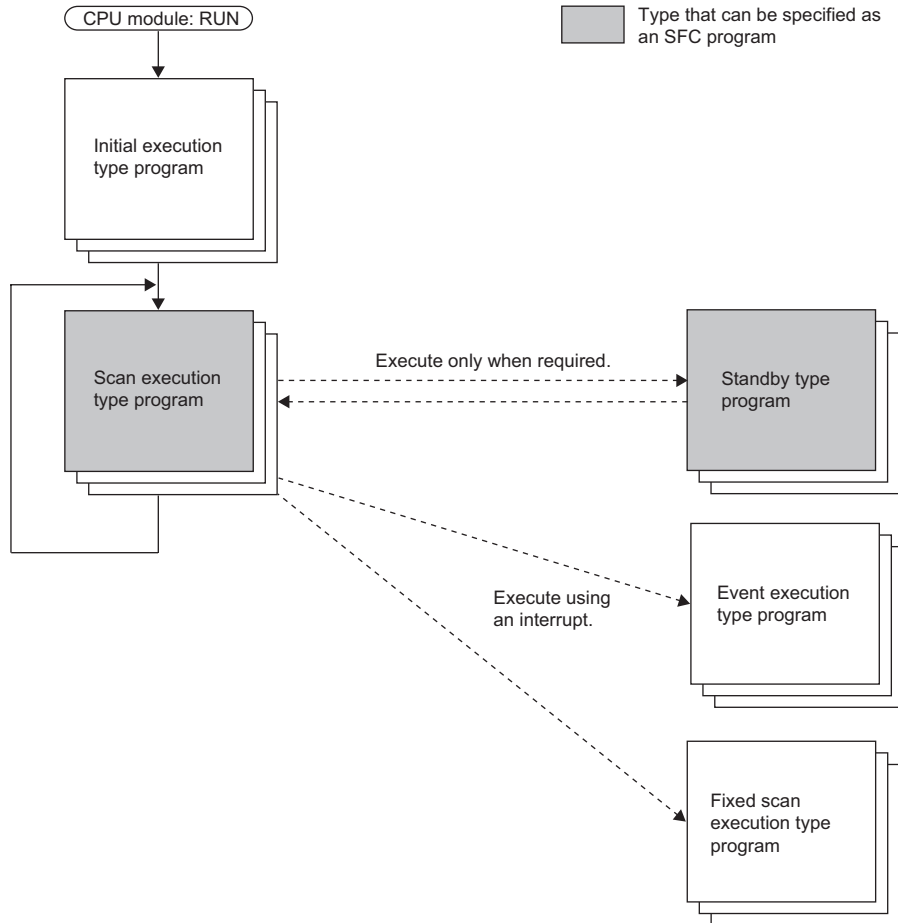 CPU module: RUN
Type that can be specified as
an SFC program
Initial execution
type program
Scan execution
type program
Execute only when required.
Standby type
program
Event execution
type program
Execute using
an interrupt.
Fixed scan
execution type
program